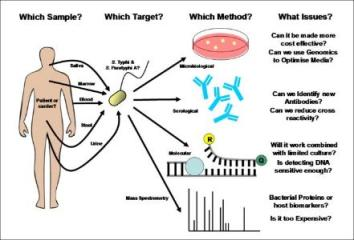 Which Sample?
Which Target?
Which Method?
What Issues?
Saliva
Marrow
Blood
Stool
Urine
Patient or
carrier?
S. Typhi &
S. Paratyphi A?
Microbiological
Serological
Molecular
R
Q
Mass Spectrometry
Can it be made more
cost effective?
Can we use Genomics
to Optimise Media?
Can we Identify new
Antibodies?
Can we reduce cross
reactivity?
Will it work combined
with limited culture?
Is detecting DNA
sensitive enough?
Bacterial Proteins or
host biomarkers?
Is it too Expensive?